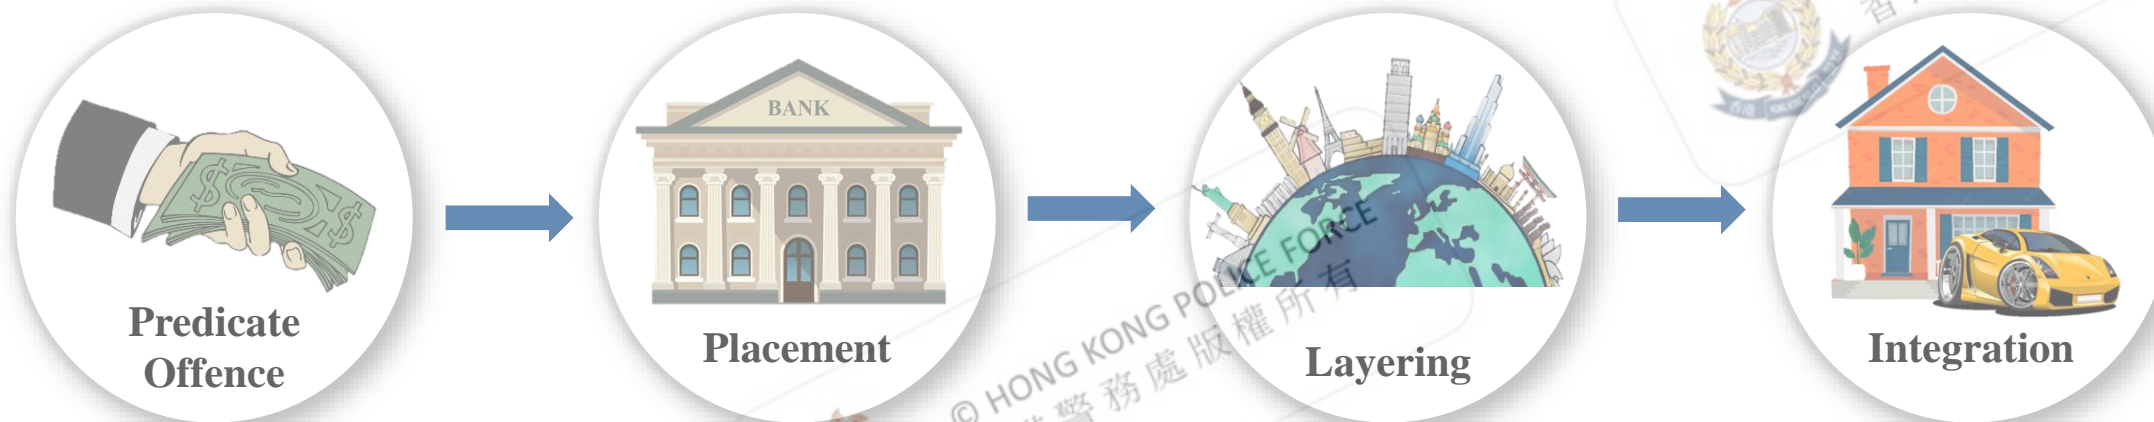 BANK
Predicate
Offence
Placement
Layering
Integration
© HONG KONG POLICE FORCE
警務處版權所有